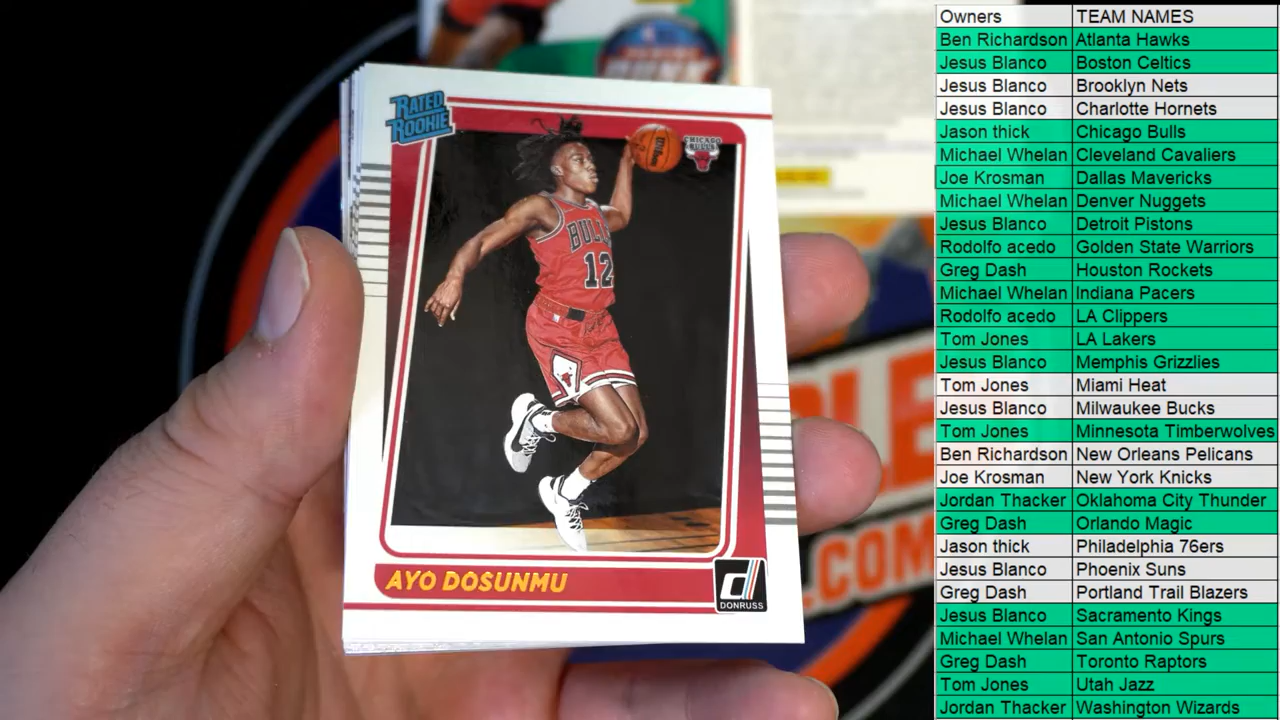 RATED
ROOKIE
Wilson
CHICAGO
BULLS
BULLS
12
AYO DOSUNMU
DONRUSS
.COM
Owners TEAM NAMES
Ben Richardson Atlanta Hawks
Jesus Blanco Boston Celtics
Jesus Blanco Brooklyn Nets
Jesus Blanco Charlotte Hornets
Jason thick Chicago Bulls
Michael Whelan Cleveland Cavaliers
Joe Krosman Dallas Mavericks
Michael Whelan Denver Nuggets
Jesus Blanco Detroit Pistons
Rodolfo acedo Golden State Warriors
Greg Dash Houston Rockets
Michael Whelan Indiana Pacers
Rodolfo acedo LA Clippers
Tom Jones LA Lakers
Jesus Blanco Memphis Grizzlies
Tom Jones Miami Heat
Jesus Blanco Milwaukee Bucks
Tom Jones Minnesota Timberwolves
Ben Richardson New Orleans Pelicans
Joe Krosman New York Knicks
Jordan Thacker Oklahoma City Thunder
Greg Dash Orlando Magic
Jason thick Philadelphia 76ers
Jesus Blanco Phoenix Suns
Greg Dash Portland Trail Blazers
Jesus Blanco Sacramento Kings
Michael Whelan San Antonio Spurs
Greg Dash Toronto Raptors
Tom Jones Utah Jazz
Jordan Thacker Washington Wizards